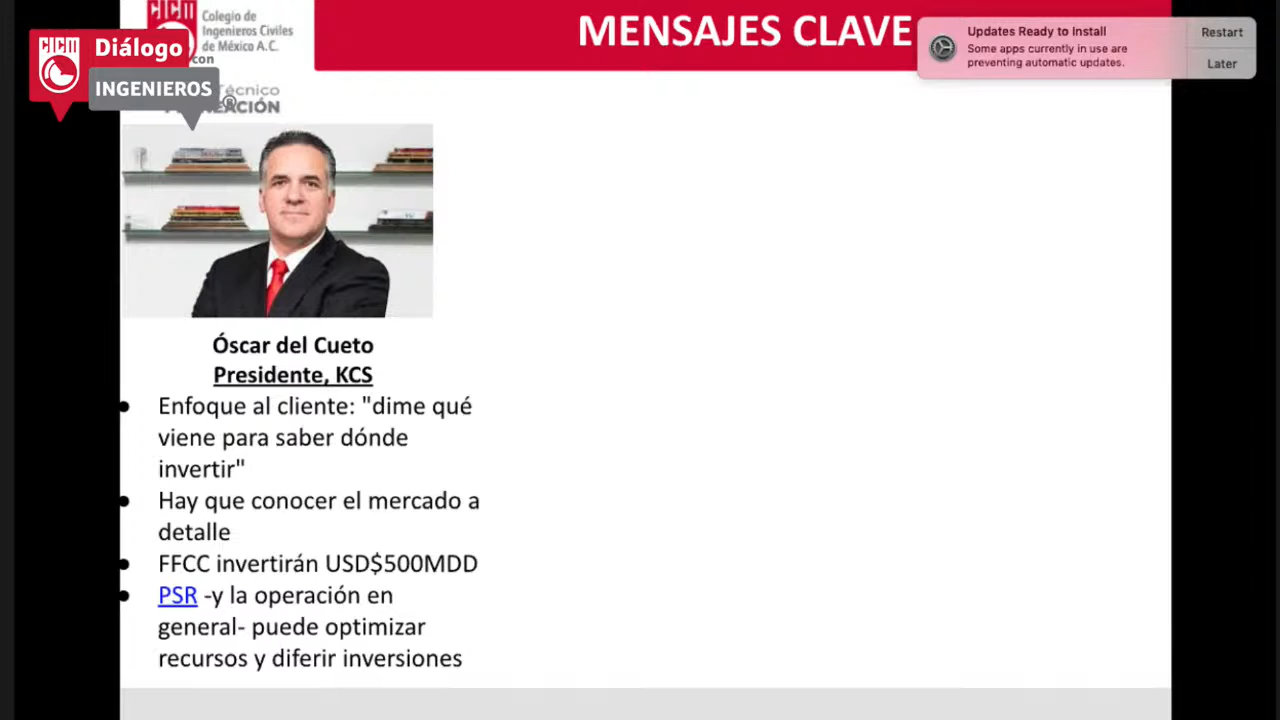 CICM
Colegio de
Ingenieros Civiles
de México A.C.
CICM
Diálogo
con
INGENIEROS
Técnico
MENSAJES CLAVE
Updates Ready to Install
Some apps currently in use are
preventing automatic updates.
Restart
Later
Óscar del Cueto
Presidente, KCS
● Enfoque al cliente: "dime qué
viene para saber dónde
invertir"
● Hay que conocer el mercado a
detalle
● FFCC invertirán USD$500MDD
● PSR -y la operación en
general- puede optimizar
recursos y diferir inversiones